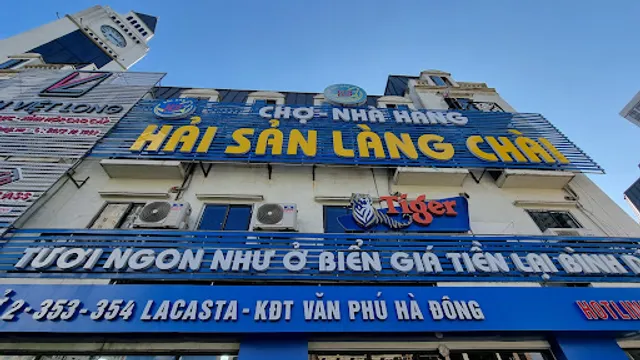 VIỆT LONG
CHỢ - NHÀ HÀNG
HẢI SẢN LÀNG CHÀI
Tiger
TƯƠI NGON NHƯ Ở BIỂN GIÁ TIỀN LẠI BÌNH
2-353-354 LACASTA - KĐT VĂN PHÚ HÀ ĐÔNG
HOTLIN